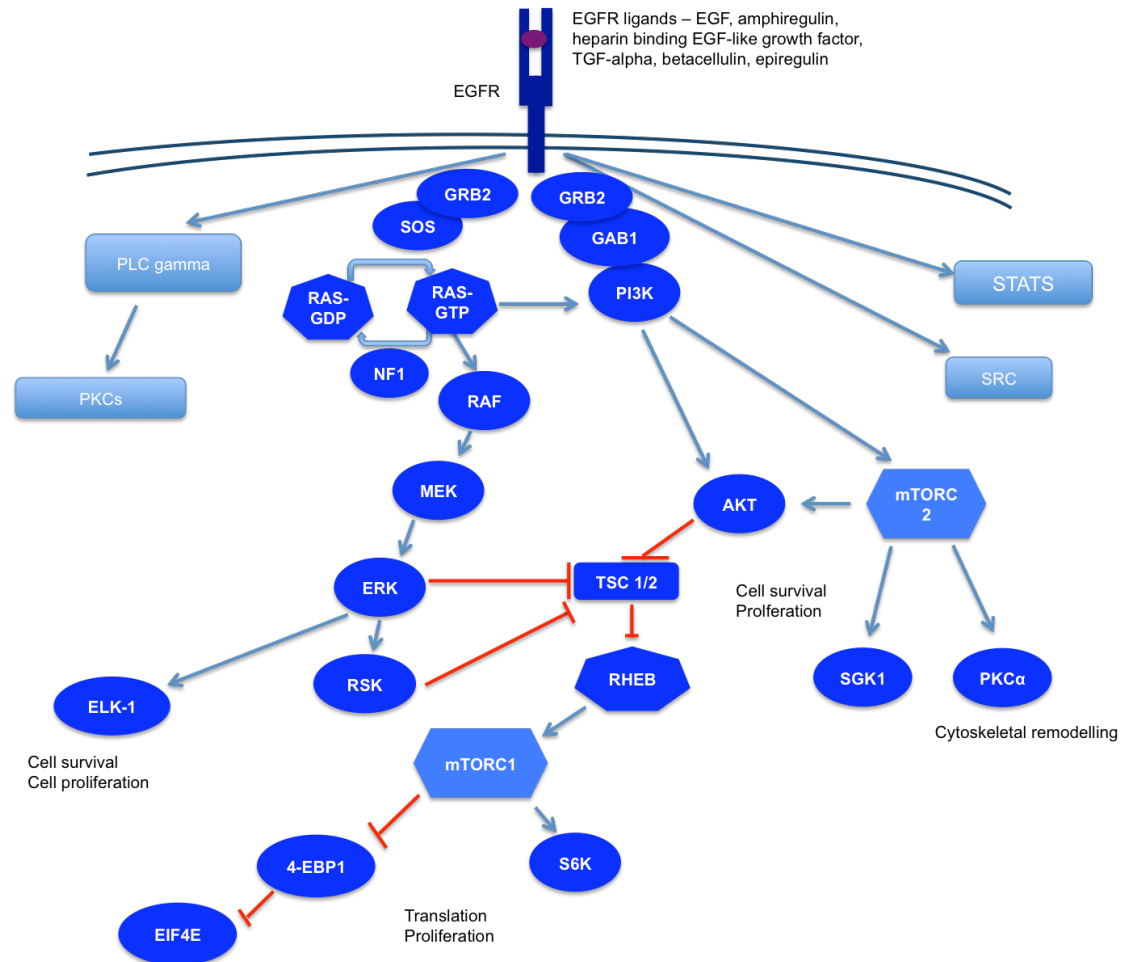 EGFR ligands – EGF, amphiregulin,
heparin binding EGF-like growth factor,
TGF-alpha, betacellulin, epiregulin
EGFR
GRB2
GRB2
SOS
GAB1
PLC gamma
STATS
RAS-
GDP
RAS-
GTP
PI3K
NF1
SRC
PKCs
RAF
MEK
AKT
mTORC
2
ERK
TSC 1/2
Cell survival
Proliferation
RSK
RHEB
SGK1
PKCα
ELK-1
Cytoskeletal remodelling
Cell survival
Cell proliferation
mTORC1
4-EBP1
S6K
Translation
Proliferation
EIF4E